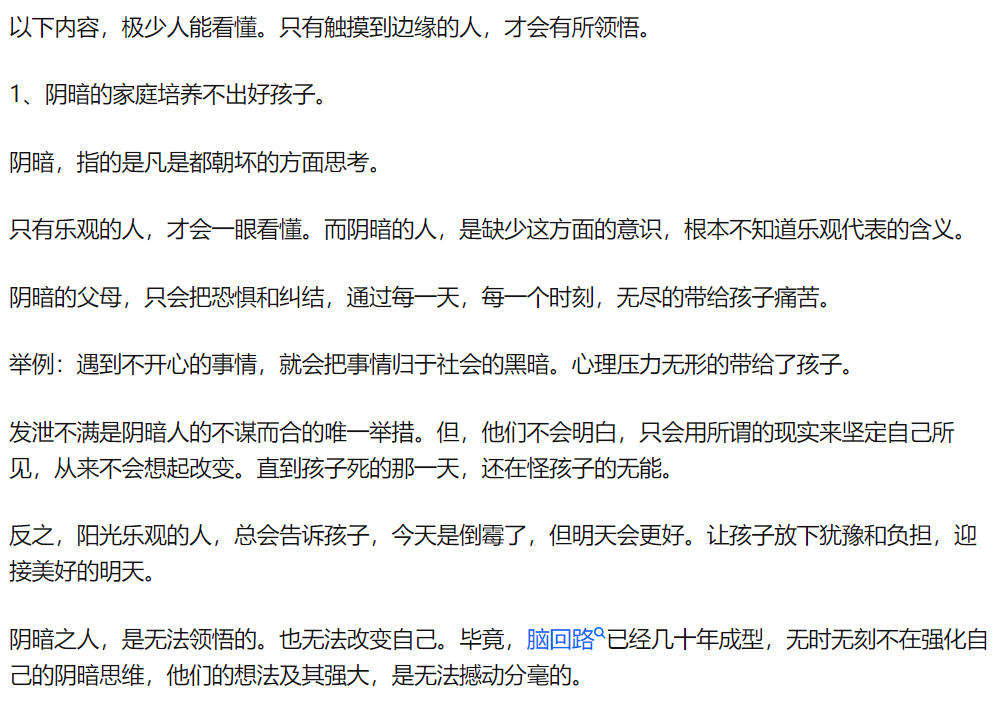 以下内容，极少人能看懂。只有触摸到边缘的人，才会有所领悟。
1、阴暗的家庭培养不出好孩子。
阴暗，指的是凡是都朝坏的方面思考。
只有乐观的人，才会一眼看懂。而阴暗的人，是缺少这方面的意识，根本不知道乐观代表的含义。
阴暗的父母，只会把恐惧和纠结，通过每一天，每一个时刻，无尽的带给孩子痛苦。
举例：遇到不开心的事情，就会把事情归于社会的黑暗。心理压力无形的带给了孩子。
发泄不满是阴暗人的不谋而合的唯一举措。但，他们不会明白，只会用所谓的现实来坚定自己所
见，从来不会想起改变。直到孩子死的那一天，还在怪孩子的无能。
反之，阳光乐观的人，总会告诉孩子，今天是倒霉了，但明天会更好。让孩子放下犹豫和负担，迎
接美好的明天。
阴暗之人，是无法领悟的。也无法改变自己。毕竟，脑回路已经几十年成型，无时无刻不在强化自
己的阴暗思维，他们的想法及其强大，是无法撼动分毫的。